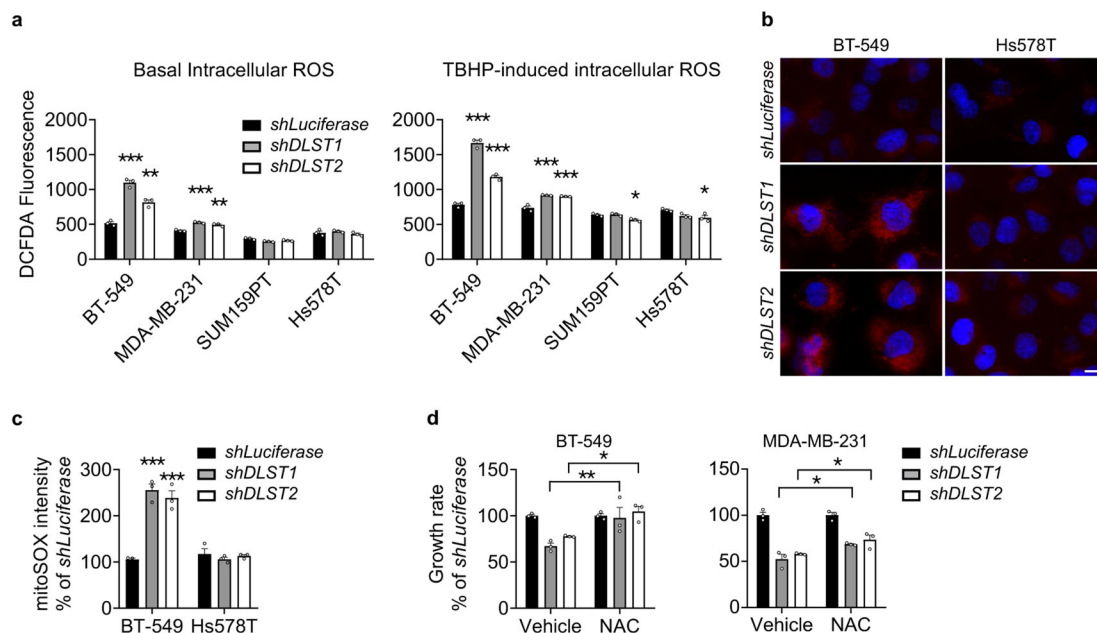 a
Basal Intracellular ROS
DCFDA Fluorescence
2000
1500
1000
500
0
*** ** *** **
shLuciferase
shDLST1
shDLST2
BT-549
MDA-MB-231
SUM159PT
Hs578T
TBHP-induced intracellular ROS
2000
1500
1000
500
0
*** *** *** *** * *
shLuciferase
shDLST1
shDLST2
BT-549
MDA-MB-231
SUM159PT
Hs578T
b
BT-549 Hs578T
shLuciferase
shDLST1
shDLST2
c
mitoSOX intensity
% of shLuciferase
300
200
100
0
*** ***
shLuciferase
shDLST1
shDLST2
BT-549 Hs578T
d
BT-549
Growth rate
% of shLuciferase
150
100
50
0
*
**
Vehicle NAC
MDA-MB-231
150
100
50
0
*
*
Vehicle NAC
shLuciferase
shDLST1
shDLST2